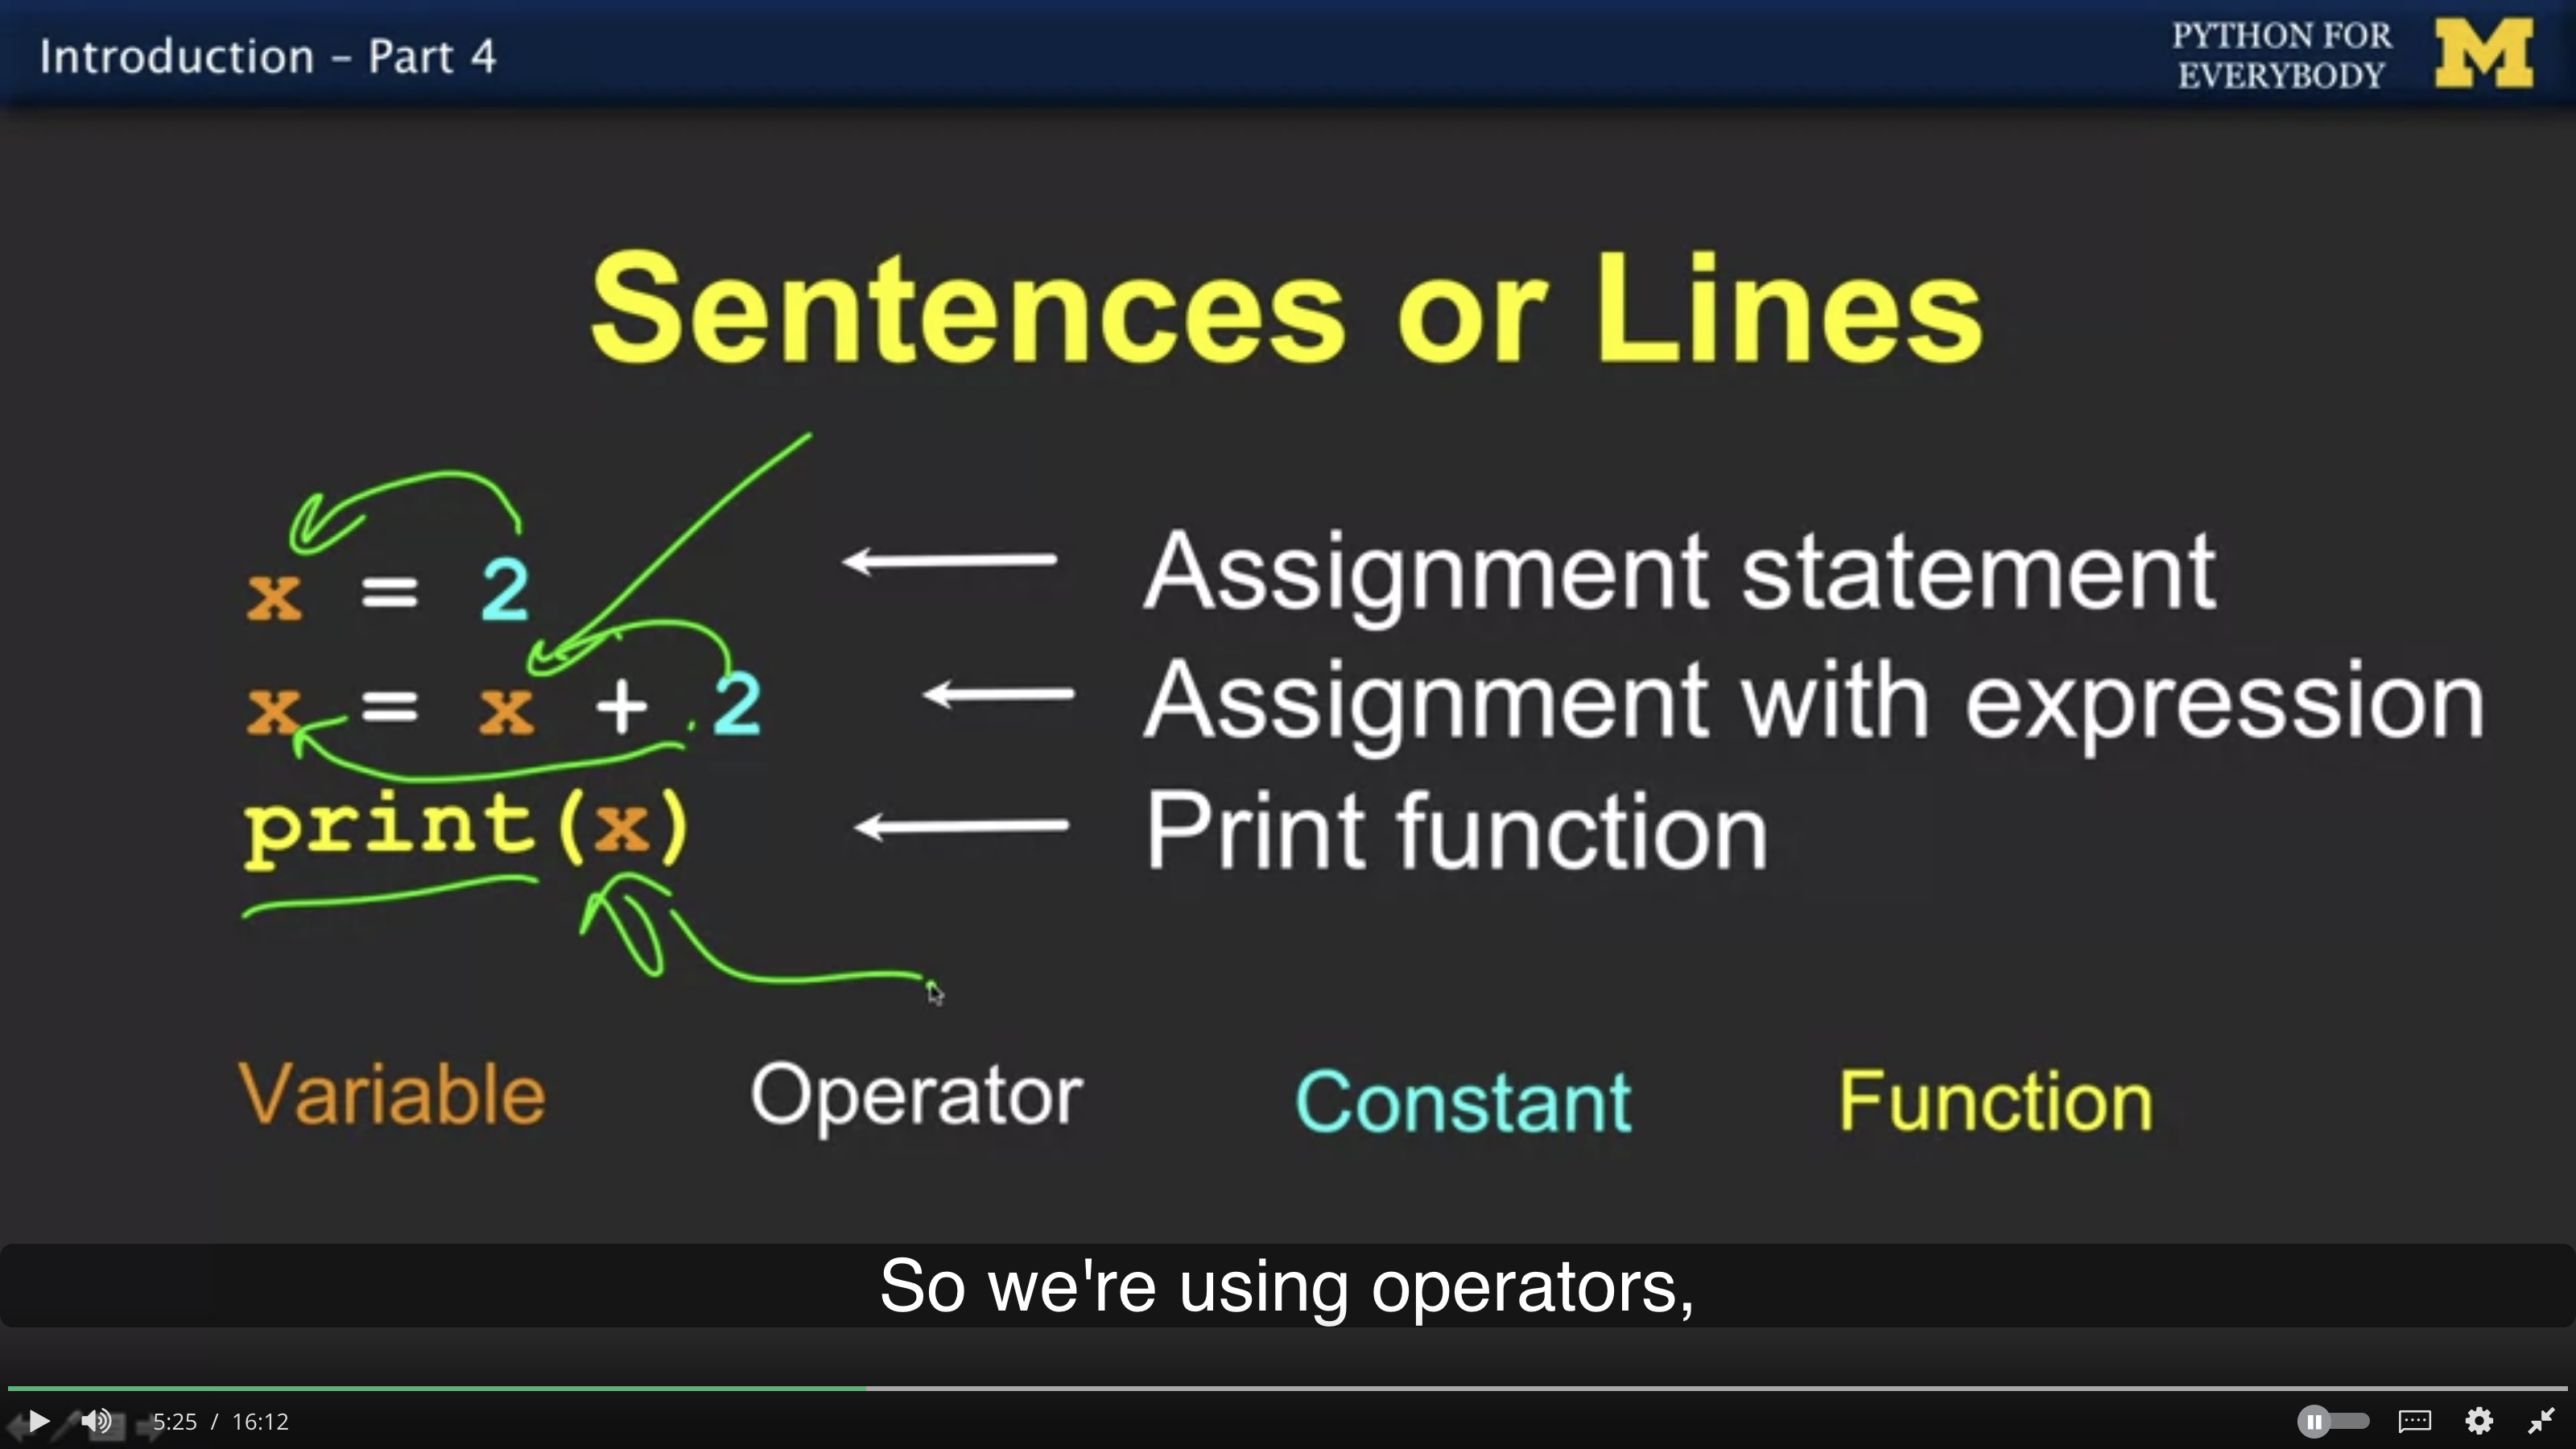 Introduction – Part 4
PYTHON FOR
EVERYBODY
M
Sentences or Lines
x = 2
Assignment statement
x = x + 2
Assignment with expression
print(x)
Print function
Variable
Operator
Constant
Function
So we're using operators,
5:25 / 16:12